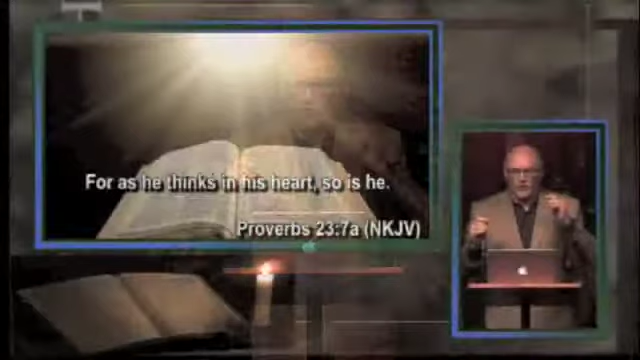 For as he thinks in his heart, so is he.
Proverbs 23:7a (NKJV)